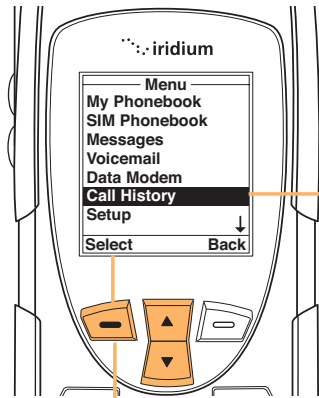 iridium
Menu
My Phonebook
SIM Phonebook
Messages
Voicemail
Data Modem
Call History
Setup
Select Back